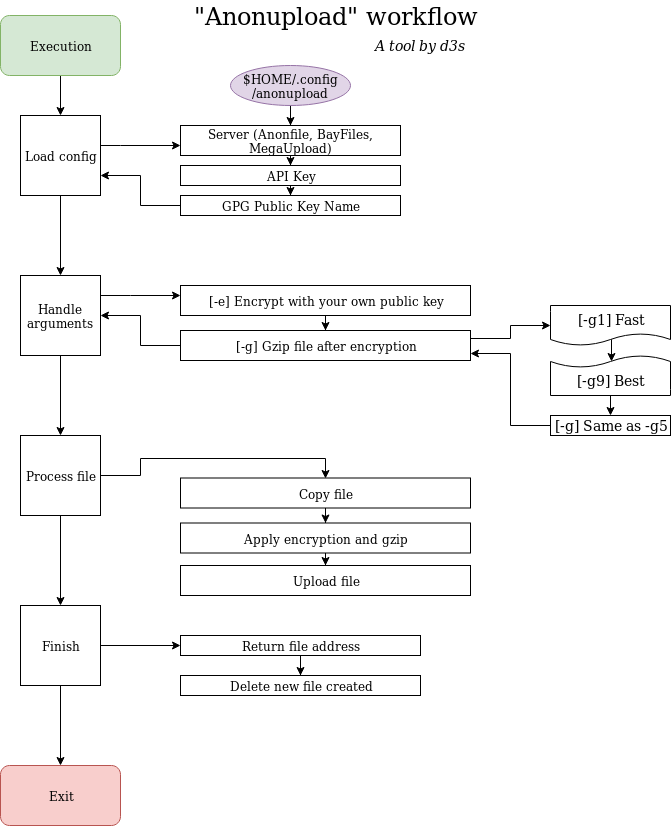 "Anonupload" workflow
A tool by d3s
Execution
$HOME/.config
/anonupload
Load config
Server (Anonfile, BayFiles,
MegaUpload)
API Key
GPG Public Key Name
Handle
arguments
[-e] Encrypt with your own public key
[-g] Gzip file after encryption
[-g1] Fast
[-g9] Best
[-g] Same as -g5
Process file
Copy file
Apply encryption and gzip
Upload file
Finish
Return file address
Delete new file created
Exit